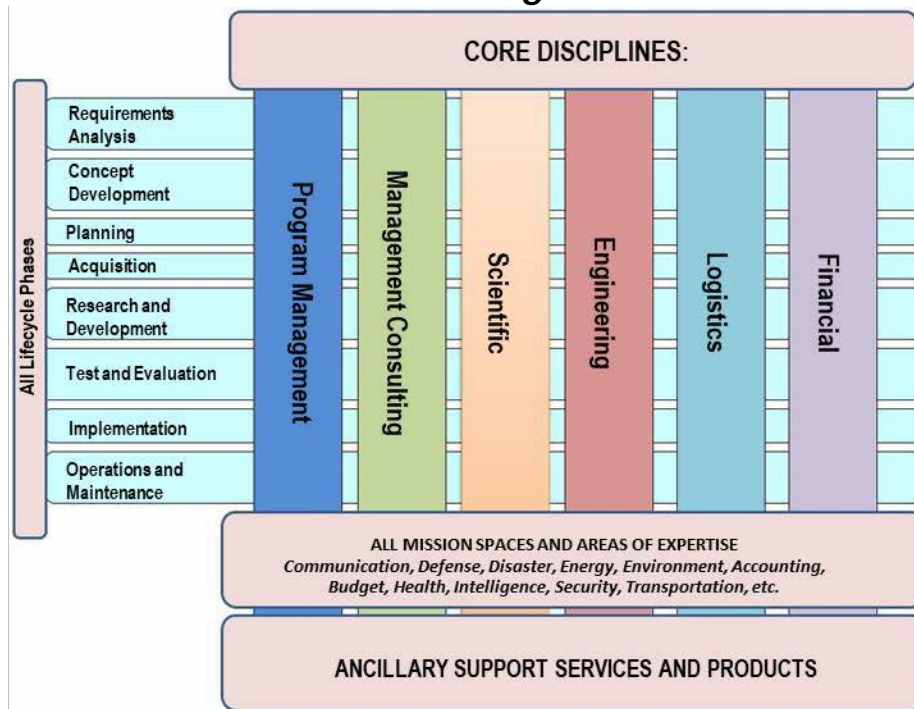 CORE DISCIPLINES:
All Lifecycle Phases
Requirements
Analysis
Concept
Development
Planning
Acquisition
Research and
Development
Test and Evaluation
Implementation
Operations and
Maintenance
Program Management
Management Consulting
Scientific
Engineering
Logistics
Financial
ALL MISSION SPACES AND AREAS OF EXPERTISE
Communication, Defense, Disaster, Energy, Environment, Accounting,
Budget, Health, Intelligence, Security, Transportation, etc.
ANCILLARY SUPPORT SERVICES AND PRODUCTS